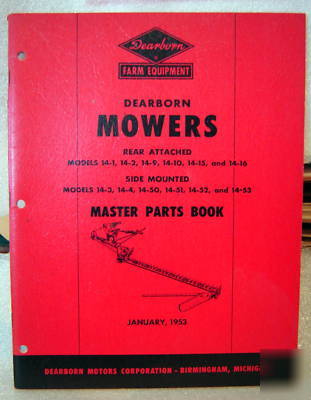 Dearborn
FARM EQUIPMENT
DEARBORN
MOWERS
REAR ATTACHED
MODELS 14-1, 14-2, 14-9, 14-10, 14-15, and 14-16
SIDE MOUNTED
MODELS 14-3, 14-4, 14-50, 14-51, 14-52, and 14-53
MASTER PARTS BOOK
JANUARY, 1953
DEARBORN MOTORS CORPORATION - BIRMINGHAM, MICHIG